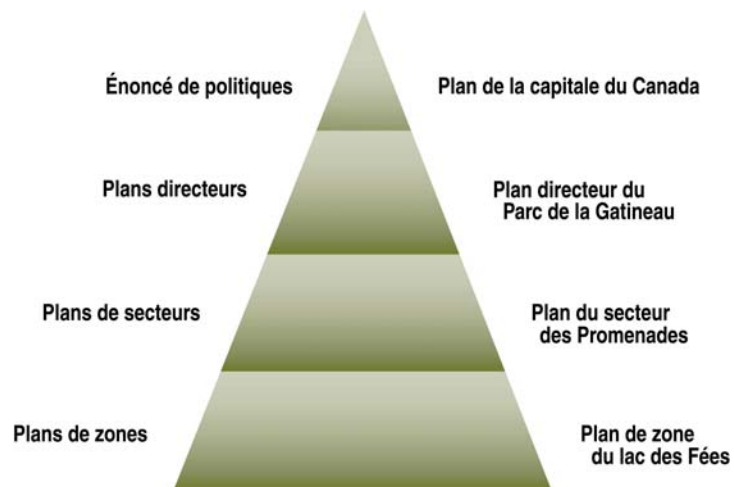 Énoncé de politiques
Plan de la capitale du Canada
Plans directeurs
Plan directeur du
Parc de la Gatineau
Plans de secteurs
Plan du secteur
des Promenades
Plans de zones
Plan de zone
du lac des Fées